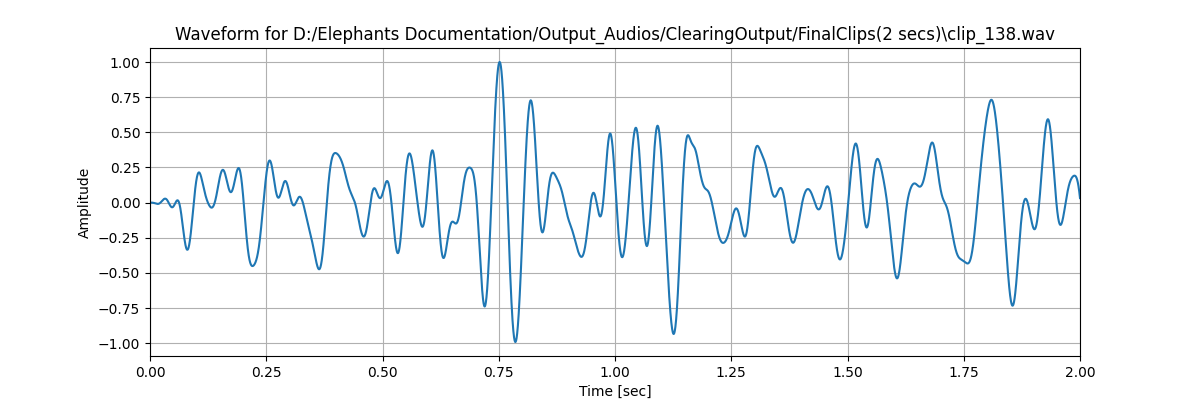 Waveform for D:/Elephants Documentation/Output_Audios/ClearingOutput/FinalClips(2 secs)\clip_138.wav
1.00
0.75
0.50
0.25
0.00
−0.25
−0.50
−0.75
−1.00
Amplitude
0.00 0.25 0.50 0.75 1.00 1.25 1.50 1.75 2.00
Time [sec]